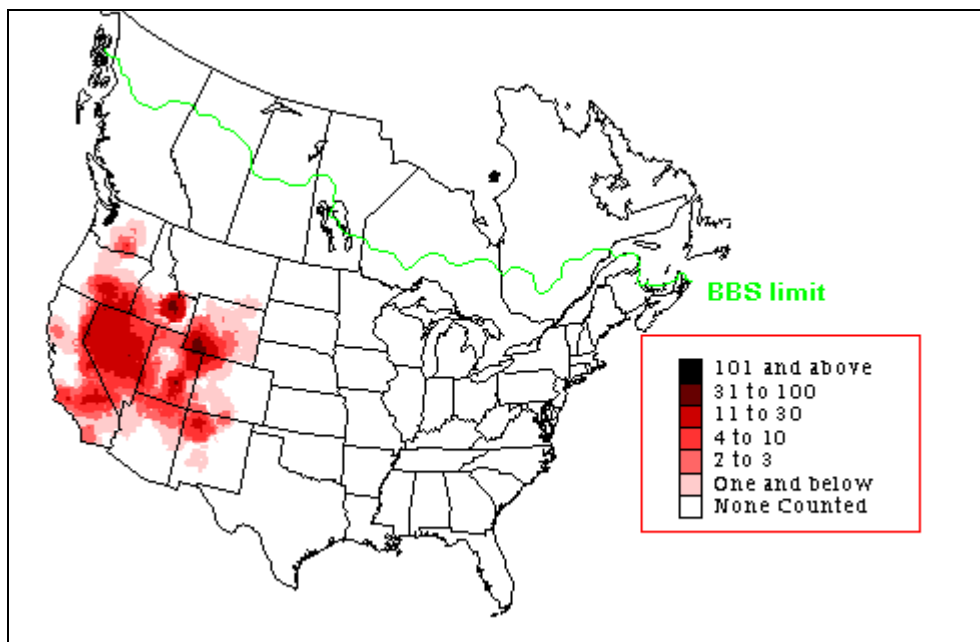 BBS limit
101 and above
31 to 100
11 to 30
4 to 10
2 to 3
One and below
None Counted